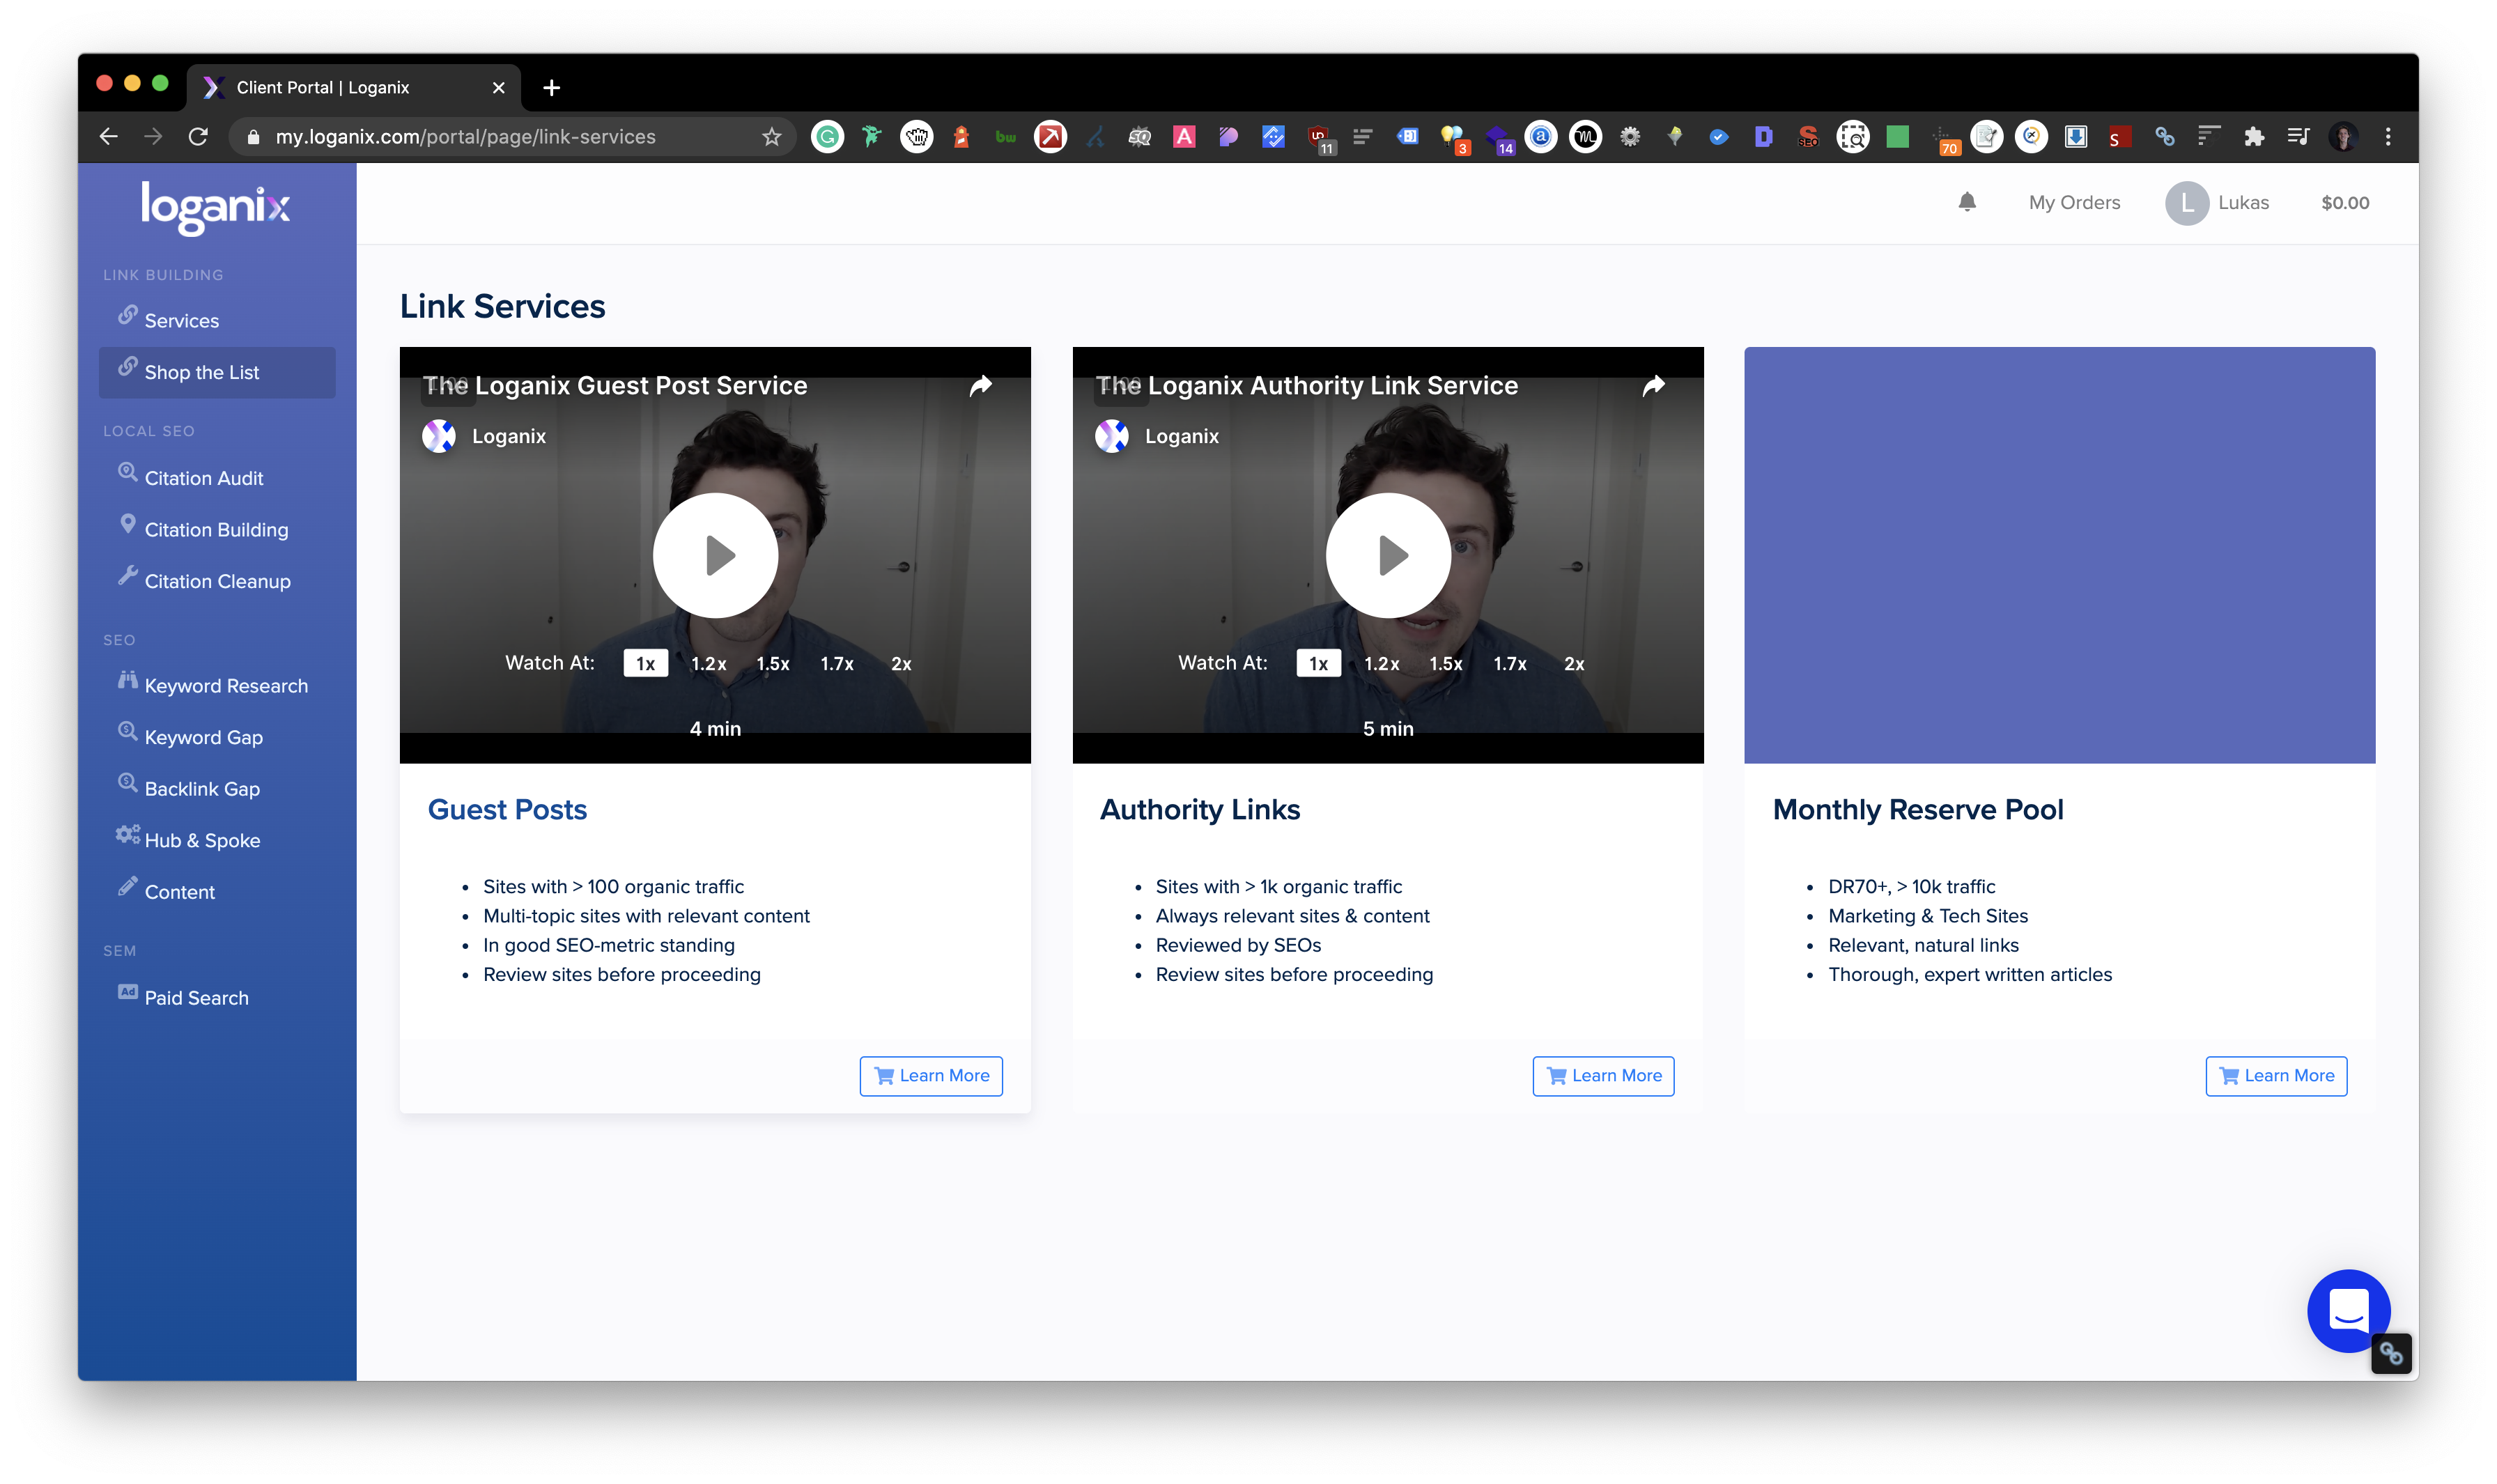 Client Portal | Loganix
my.loganix.com/portal/page/link-services
bw
A
11
3
14
a
D
SEO
70
S
loganix
My Orders
L
Lukas
$0.00
LINK BUILDING
Services
Shop the List
LOCAL SEO
Citation Audit
Citation Building
Citation Cleanup
SEO
Keyword Research
Keyword Gap
Backlink Gap
Hub & Spoke
Content
SEM
Ad Paid Search
Link Services
The Loganix Guest Post Service
Loganix
Watch At: 1x 1.2x 1.5x 1.7x 2x
4 min
Guest Posts
Sites with > 100 organic traffic
Multi-topic sites with relevant content
In good SEO-metric standing
Review sites before proceeding
Learn More
The Loganix Authority Link Service
Loganix
Watch At: 1x 1.2x 1.5x 1.7x 2x
5 min
Authority Links
Sites with > 1k organic traffic
Always relevant sites & content
Reviewed by SEOs
Review sites before proceeding
Learn More
Monthly Reserve Pool
DR70+, > 10k traffic
Marketing & Tech Sites
Relevant, natural links
Thorough, expert written articles
Learn More